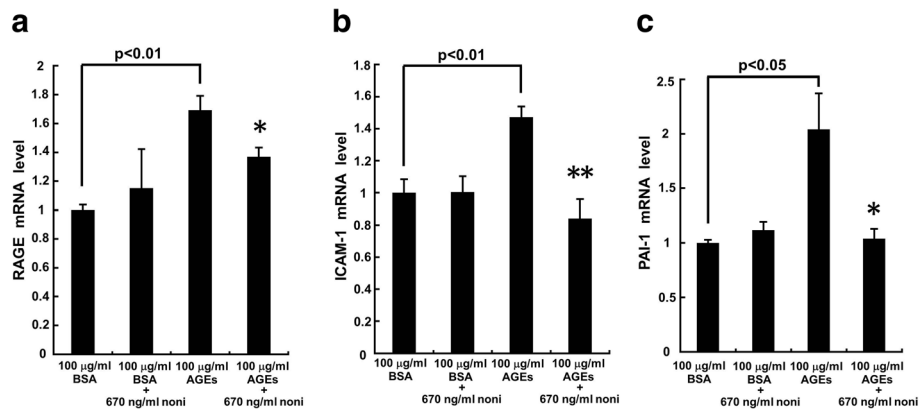 a
p<0.01
2
1.8
1.6
1.4
1.2
1
0.8
0.6
0.4
0.2
0
RAGE mRNA level
*
100 µg/ml
BSA
100 µg/ml
BSA
+
670 ng/ml noni
100 µg/ml
AGEs
100 µg/ml
AGEs
+
670 ng/ml noni
b
p<0.01
1.8
1.6
1.4
1.2
1
0.8
0.6
0.4
0.2
0
ICAM-1 mRNA level
**
100 µg/ml
BSA
100 µg/ml
BSA
+
670 ng/ml noni
100 µg/ml
AGEs
100 µg/ml
AGEs
+
670 ng/ml noni
c
p<0.05
2.5
2
1.5
1
0.5
0
PAI-1 mRNA level
*
100 µg/ml
BSA
100 µg/ml
BSA
+
670 ng/ml noni
100 µg/ml
AGEs
100 µg/ml
AGEs
+
670 ng/ml noni